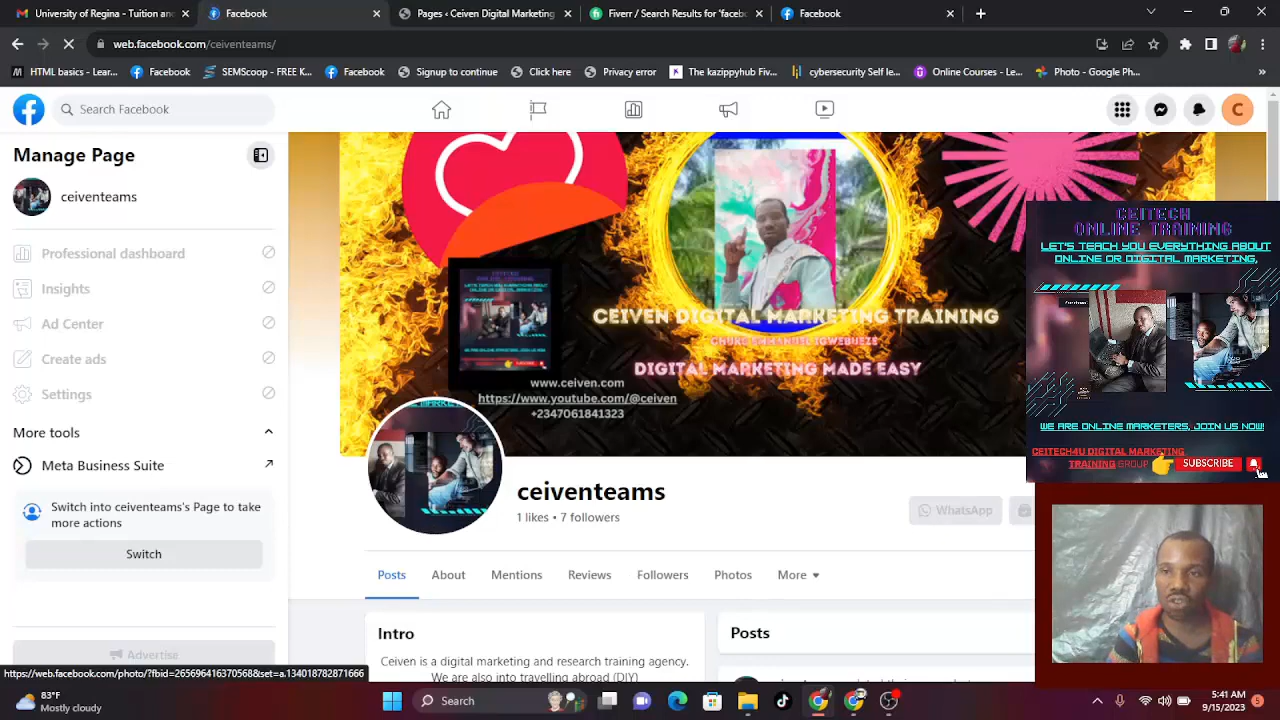 University of Regina - Tuition and
Facebook
Pages ‹ Ceiven Digital Marketing
Fiverr / Search Results for 'facebo
Facebook
web.facebook.com/ceiventeams/
HTML basics - Lear...
Facebook
SEMScoop - FREE K...
Facebook
Signup to continue
Click here
Privacy error
The kazippyhub Fiv...
cybersecurity Self le...
Online Courses - Le...
Photo - Google Ph...
Search Facebook
C
Manage Page
ceiventeams
Professional dashboard
Insights
Ad Center
Create ads
Settings
More tools
Meta Business Suite
Switch into ceiventeams's Page to take
more actions
Switch
Advertise
CEIVEN DIGITAL MARKETING TRAINING
CHUKS EMMANUEL IGWEBUEZE
DIGITAL MARKETING MADE EASY
www.ceiven.com
https://www.youtube.com/@ceiven
+2347061841323
ceiventeams
1 likes • 7 followers
WhatsApp
Posts
About
Mentions
Reviews
Followers
Photos
More
Intro
Ceiven is a digital marketing and research training agency.
We are also into travelling abroad (DIY)
Posts
CEITECH
ONLINE TRAINING
LET'S TEACH YOU EVERYTHING ABOUT
ONLINE OR DIGITAL MARKETING,
WE ARE ONLINE MARKETERS, JOIN US NOW!
CEITECH4U DIGITAL MARKETING
TRAINING GROUP
SUBSCRIBE
https://web.facebook.com/photo/?fbid=265596416370568&set=a.134018782871666
83°F
Mostly cloudy
Search
5:41 AM
9/15/2023
5